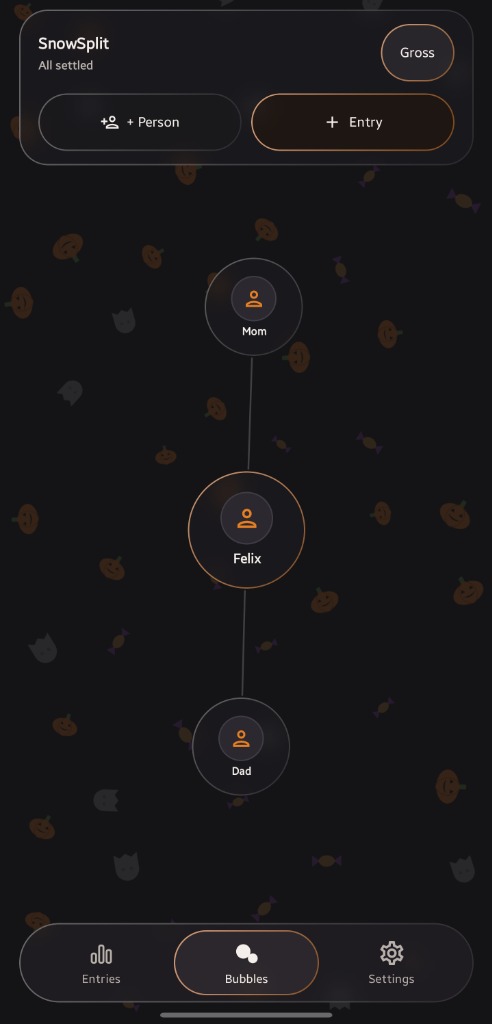 SnowSplit
All settled
Gross
+ Person
+ Entry
Mom
Felix
Dad
Entries
Bubbles
Settings